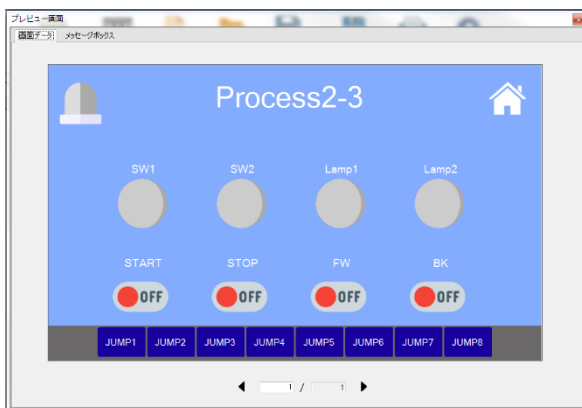 プレビュー画面
画面データ メッセージボックス
Process2-3
SW1 SW2 Lamp1 Lamp2
START STOP FW BK
OFF OFF OFF OFF
JUMP1 JUMP2 JUMP3 JUMP4 JUMP5 JUMP6 JUMP7 JUMP8
1 / 1